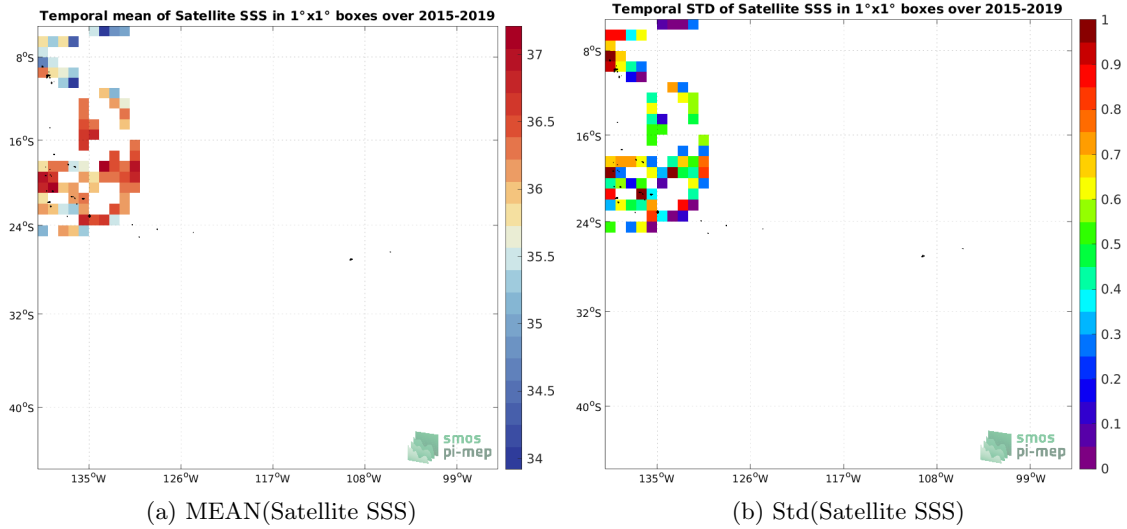 Temporal mean of Satellite SSS in 1°x1° boxes over 2015-2019
8°S
16°S
24°S
32°S
40°S
135°W
126°W
117°W
108°W
99°W
37
36.5
36
35.5
35
34.5
34
smos
pi-mep
(a) MEAN(Satellite SSS)
Temporal STD of Satellite SSS in 1°x1° boxes over 2015-2019
8°S
16°S
24°S
32°S
40°S
135°W
126°W
117°W
108°W
99°W
1
0.9
0.8
0.7
0.6
0.5
0.4
0.3
0.2
0.1
0
smos
pi-mep
(b) Std(Satellite SSS)